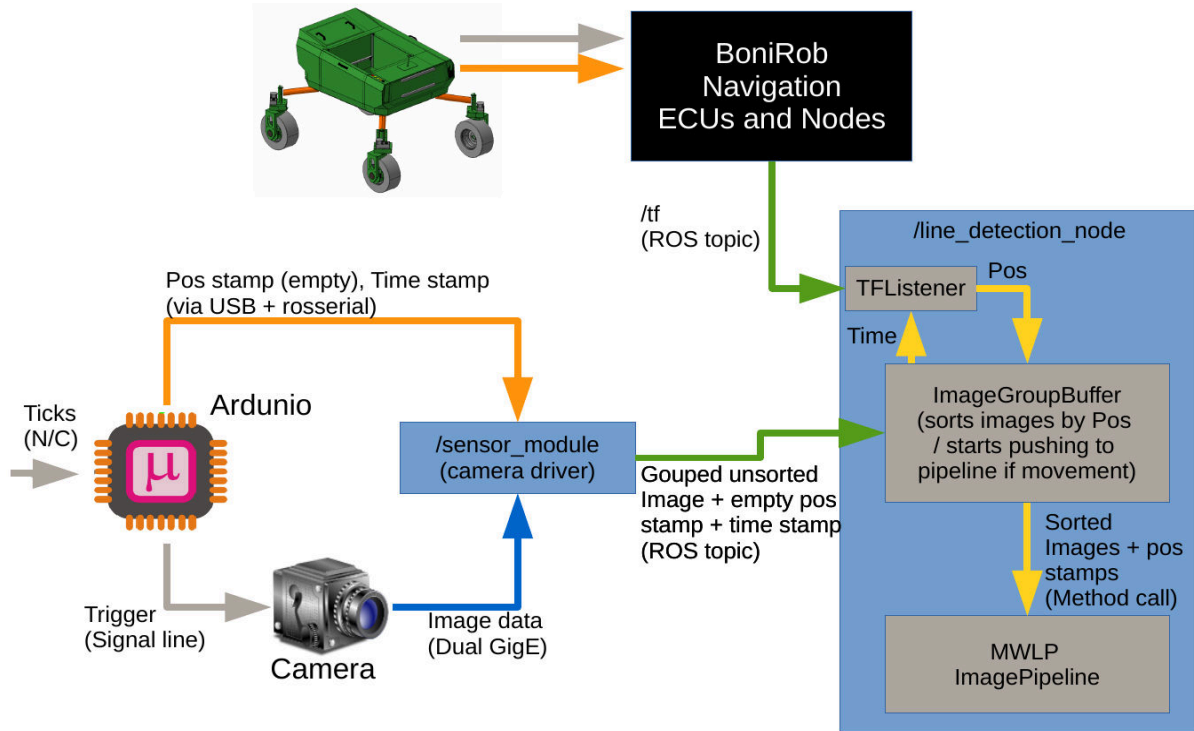 BoniRob
Navigation
ECUs and Nodes
/tf
(ROS topic)
/line_detection_node
TFListener
Pos
Time
Pos stamp (empty), Time stamp
(via USB + rosserial)
Ticks
(N/C)
Ardunio
μ
/sensor_module
(camera driver)
ImageGroupBuffer
(sorts images by Pos
/ starts pushing to
pipeline if movement)
Gouped unsorted
Image + empty pos
stamp + time stamp
(ROS topic)
Sorted
Images + pos
stamps
(Method call)
Trigger
(Signal line)
Camera
Image data
(Dual GigE)
MWLP
ImagePipeline